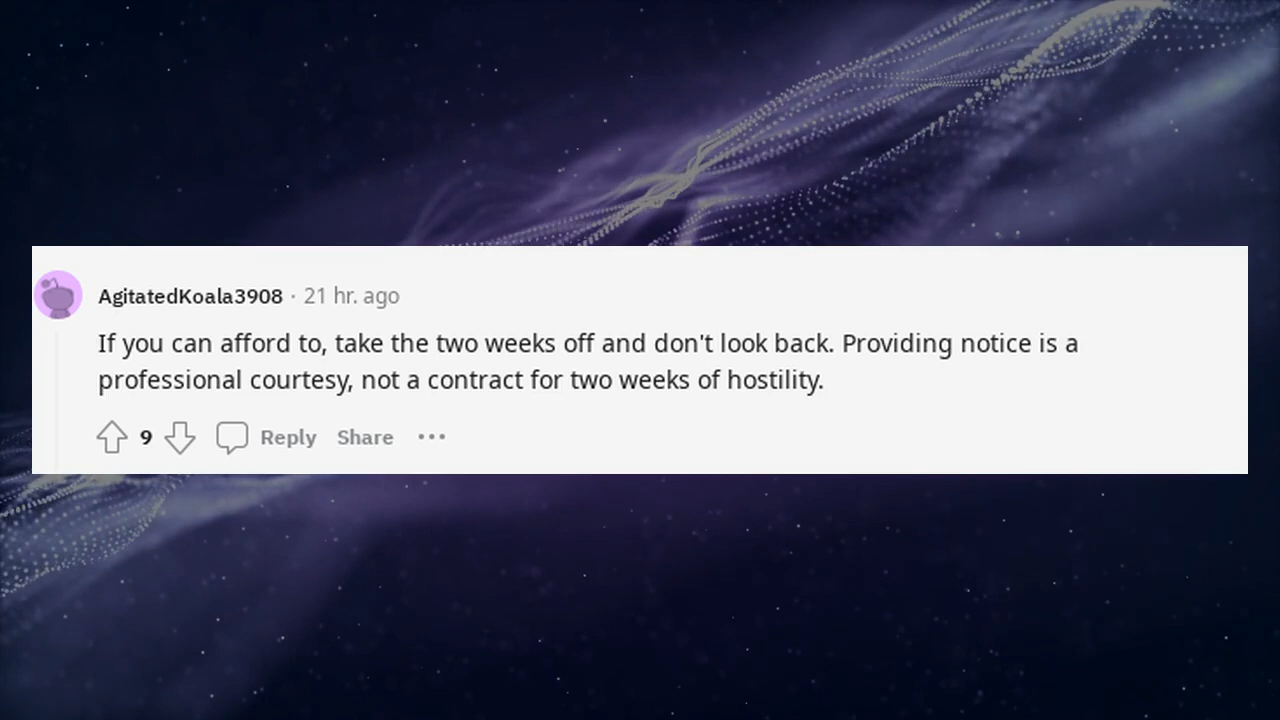 AgitatedKoala3908 · 21 hr. ago
If you can afford to, take the two weeks off and don't look back. Providing notice is a
professional courtesy, not a contract for two weeks of hostility.
9 Reply Share ···